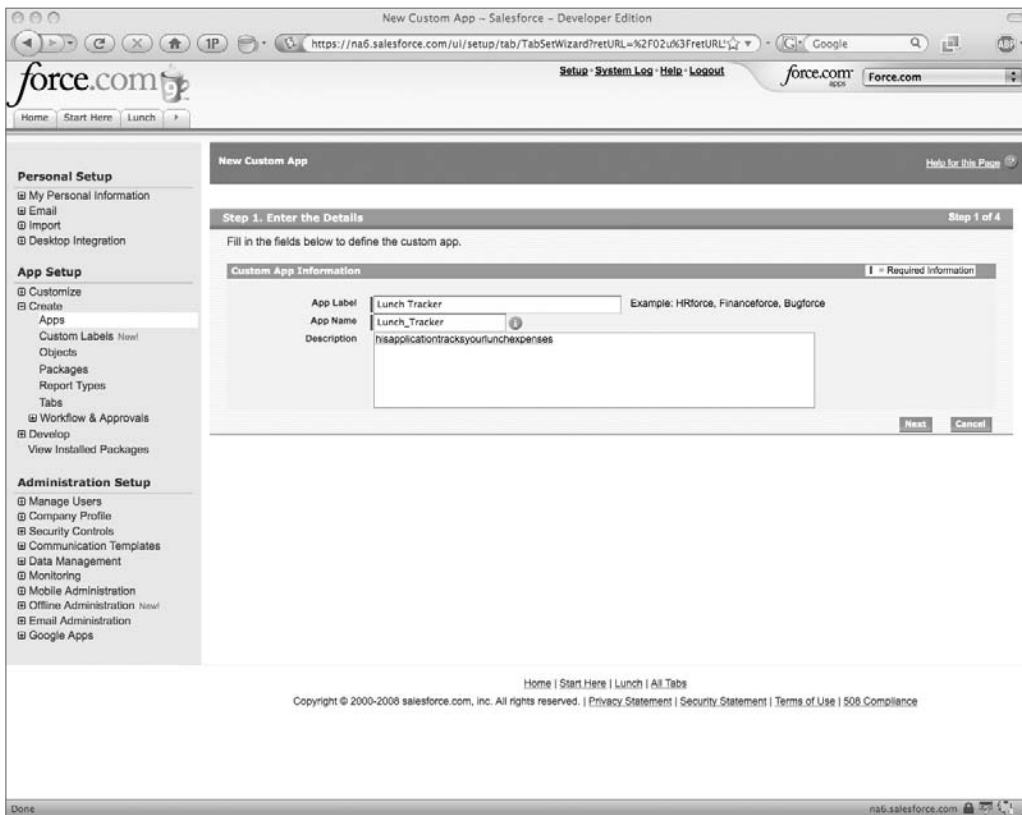 New Custom App – Salesforce – Developer Edition
1P
https://na6.salesforce.com/ui/setup/tab/TabSetWizard?retURL=%2F02u%3FretURL
Google
ABP
force.com
Setup · System Log · Help · Logout
force.com apps
Force.com
Home Start Here Lunch
New Custom App
Help for this Page
Personal Setup
My Personal Information
Email
Import
Desktop Integration
App Setup
Customize
Create
Apps
Custom Labels New!
Objects
Packages
Report Types
Tabs
Workflow & Approvals
Develop
View Installed Packages
Administration Setup
Manage Users
Company Profile
Security Controls
Communication Templates
Data Management
Monitoring
Mobile Administration
Offline Administration New!
Email Administration
Google Apps
Step 1. Enter the Details
Step 1 of 4
Fill in the fields below to define the custom app.
Custom App Information
= Required Information
App Label Lunch Tracker Example: HRforce, Financeforce, Bugforce
App Name Lunch_Tracker
Description hisapplicationtracksyourlunchexpenses
Next Cancel
Home | Start Here | Lunch | All Tabs
Copyright © 2000-2008 salesforce.com, inc. All rights reserved. | Privacy Statement | Security Statement | Terms of Use | 508 Compliance
Done
na6.salesforce.com